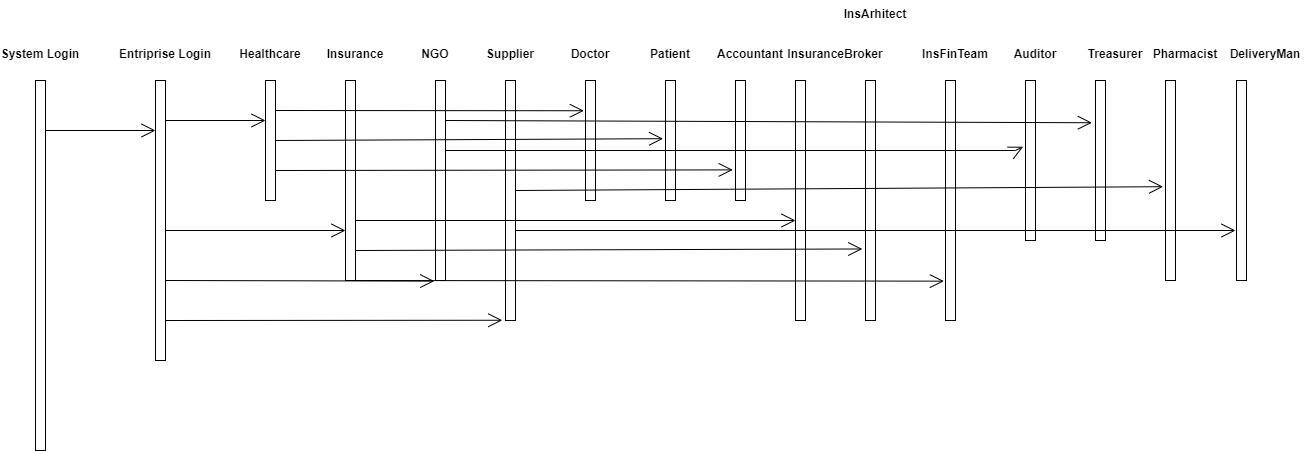 InsArhitect
System Login Entriprise Login Healthcare Insurance NGO Supplier Doctor Patient Accountant InsuranceBroker InsFinTeam Auditor Treasurer Pharmacist DeliveryMan